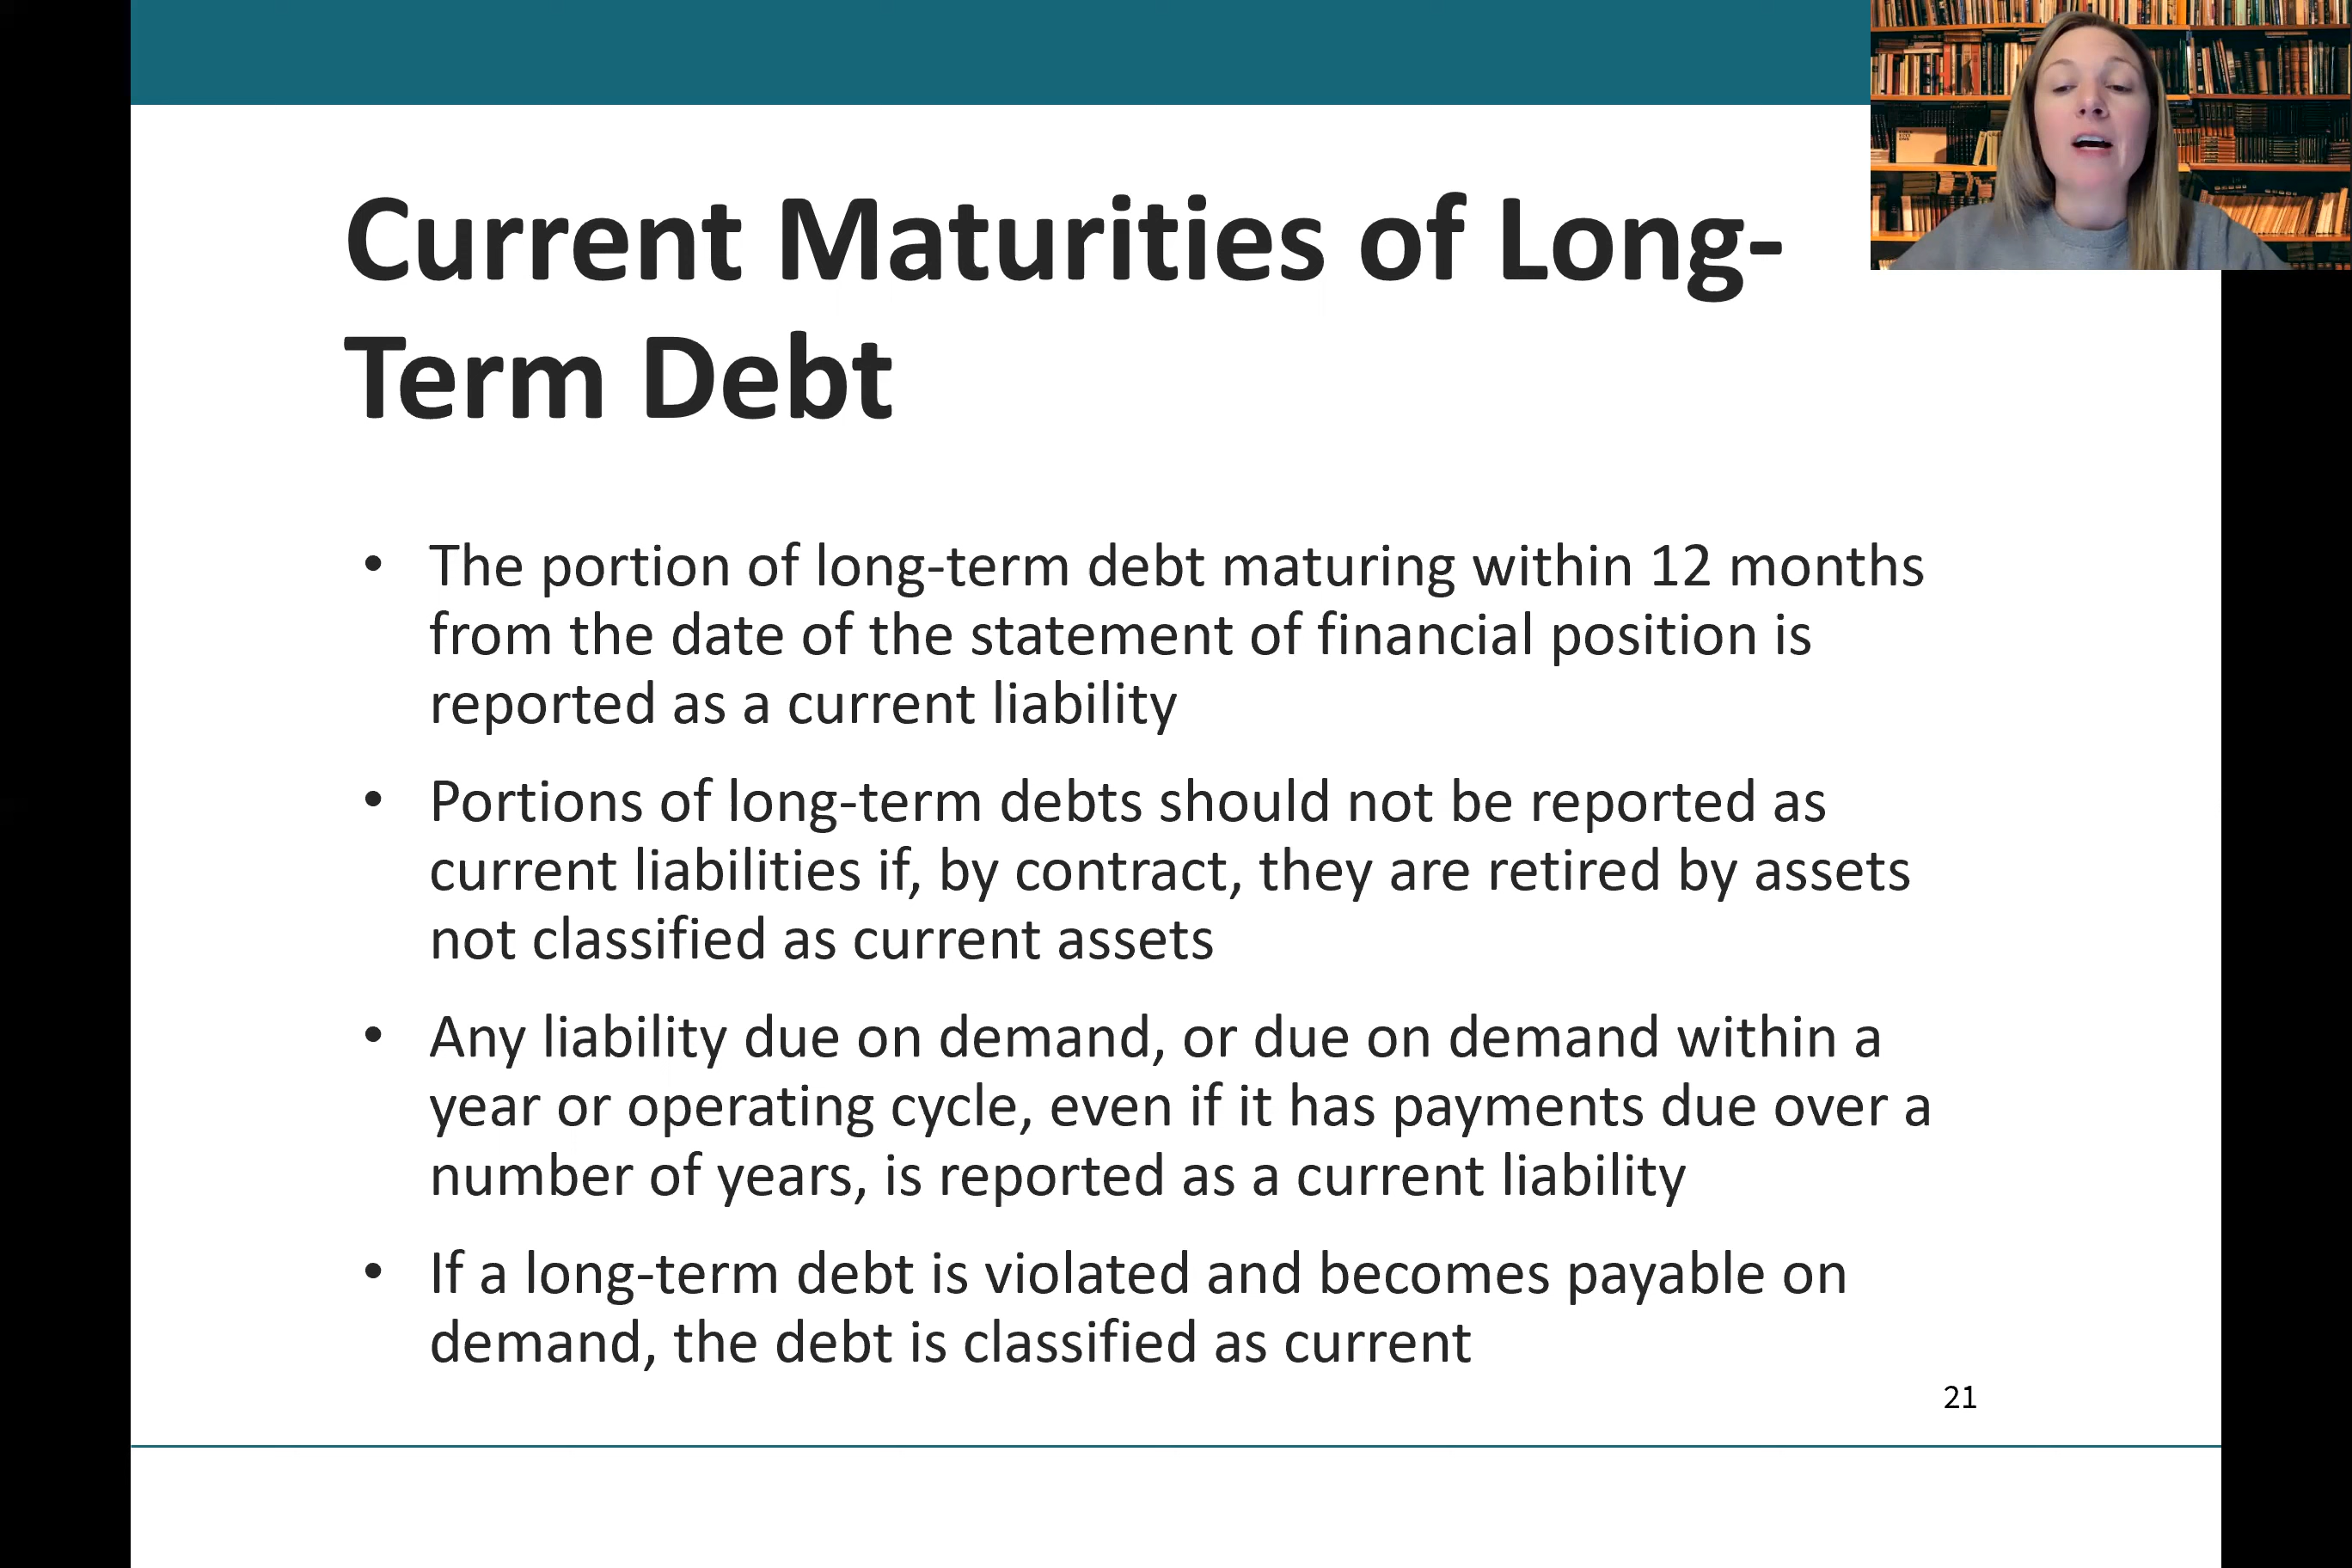 Current Maturities of Long-
Term Debt
• The portion of long-term debt maturing within 12 months
from the date of the statement of financial position is
reported as a current liability
• Portions of long-term debts should not be reported as
current liabilities if, by contract, they are retired by assets
not classified as current assets
• Any liability due on demand, or due on demand within a
year or operating cycle, even if it has payments due over a
number of years, is reported as a current liability
• If a long-term debt is violated and becomes payable on
demand, the debt is classified as current
21